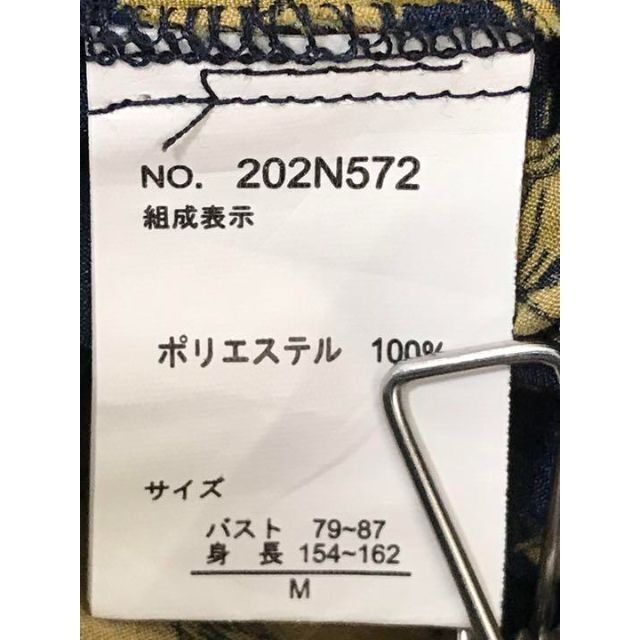 NO. 202N572
組成表示
ポリエステル 100%
サイズ
バスト 79~87
身 長 154~162
M